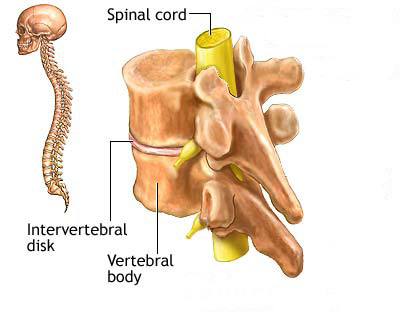 Spinal cord
Intervertebral
disk
Vertebral
body